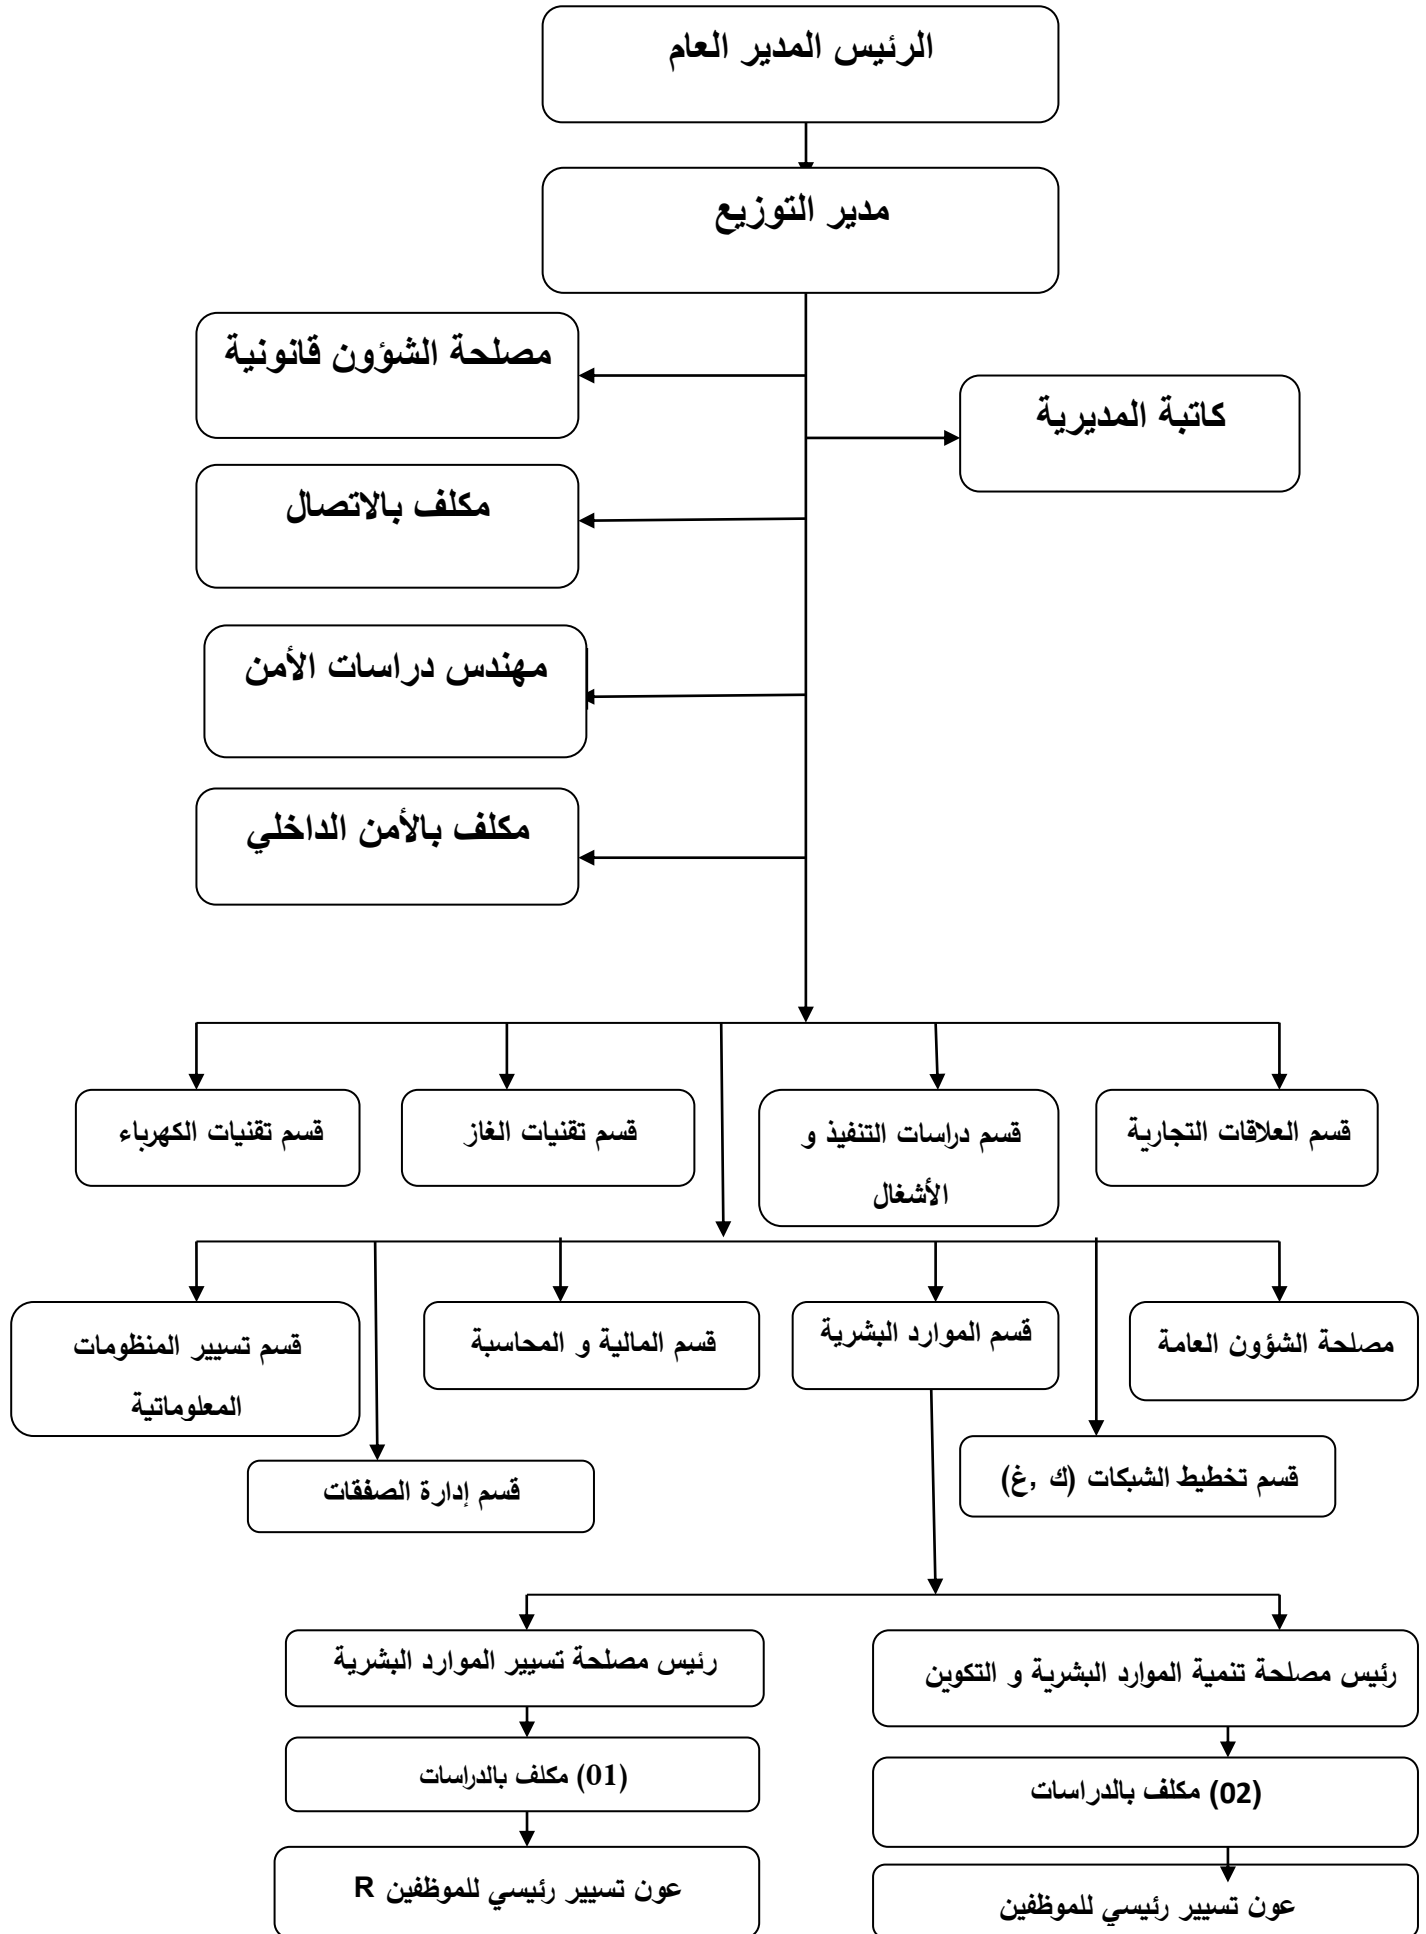 الرئيس المدير العام
مدير التوزيع
مصلحة الشؤون قانونية
كاتبة المديرية
مكلف بالاتصال
مهندس دراسات الأمن
مكلف بالأمن الداخلي
قسم العلاقات التجارية
قسم دراسات التنفيذ و
الأشغال
قسم تقنيات الغاز
قسم تقنيات الكهرباء
مصلحة الشؤون العامة
قسم الموارد البشرية
قسم المالية و المحاسبة
قسم تسيير المنظومات
المعلوماتية
قسم تخطيط الشبكات (ك ,غ)
قسم إدارة الصفقات
رئيس مصلحة تنمية الموارد البشرية و التكوين
رئيس مصلحة تسيير الموارد البشرية
(02) مكلف بالدراسات
(01) مكلف بالدراسات
عون تسيير رئيسي للموظفين
عون تسيير رئيسي للموظفين R